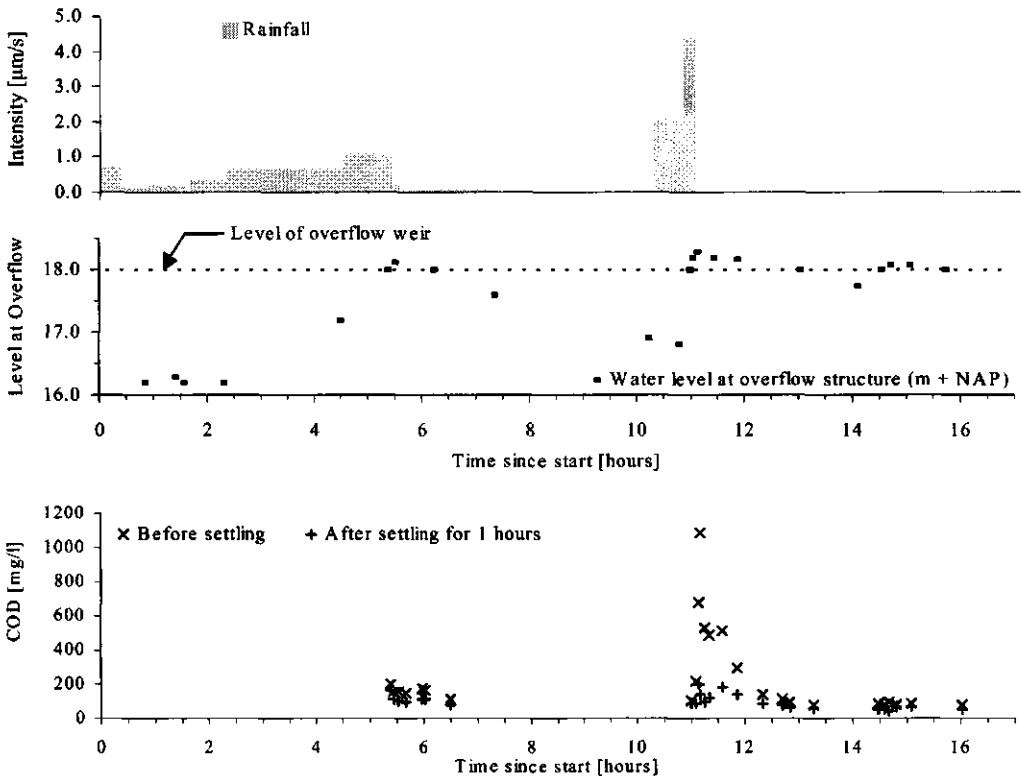 5.0
Rainfall
4.0
3.0
2.0
1.0
0.0
Intensity [µm/s]
Level of overflow weir
18.0
17.0
16.0
Level at Overflow
Water level at overflow structure (m + NAP)
0 2 4 6 8 10 12 14 16
Time since start [hours]
1200
1000
800
600
400
200
0
COD [mg/l]
Before settling After settling for 1 hours
0 2 4 6 8 10 12 14 16
Time since start [hours]